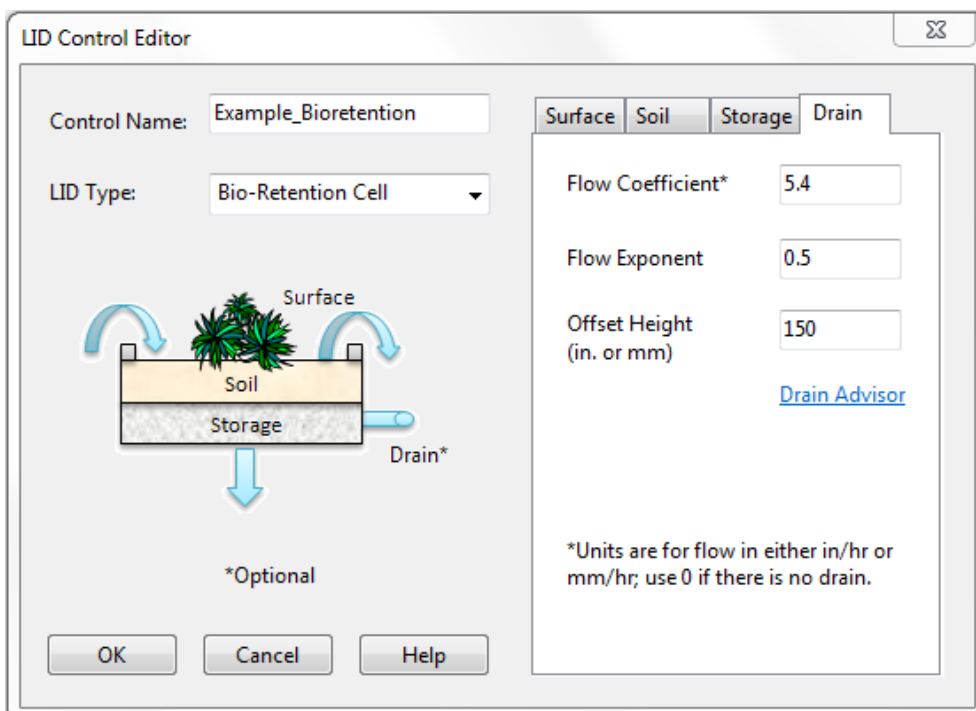 LID Control Editor
Control Name:
Example_Bioretention
LID Type:
Bio-Retention Cell
Surface
Soil
Storage
Drain*
*Optional
OK
Cancel
Help
Surface
Soil
Storage
Drain
Flow Coefficient*
5.4
Flow Exponent
0.5
Offset Height
(in. or mm)
150
Drain Advisor
*Units are for flow in either in/hr or
mm/hr; use 0 if there is no drain.